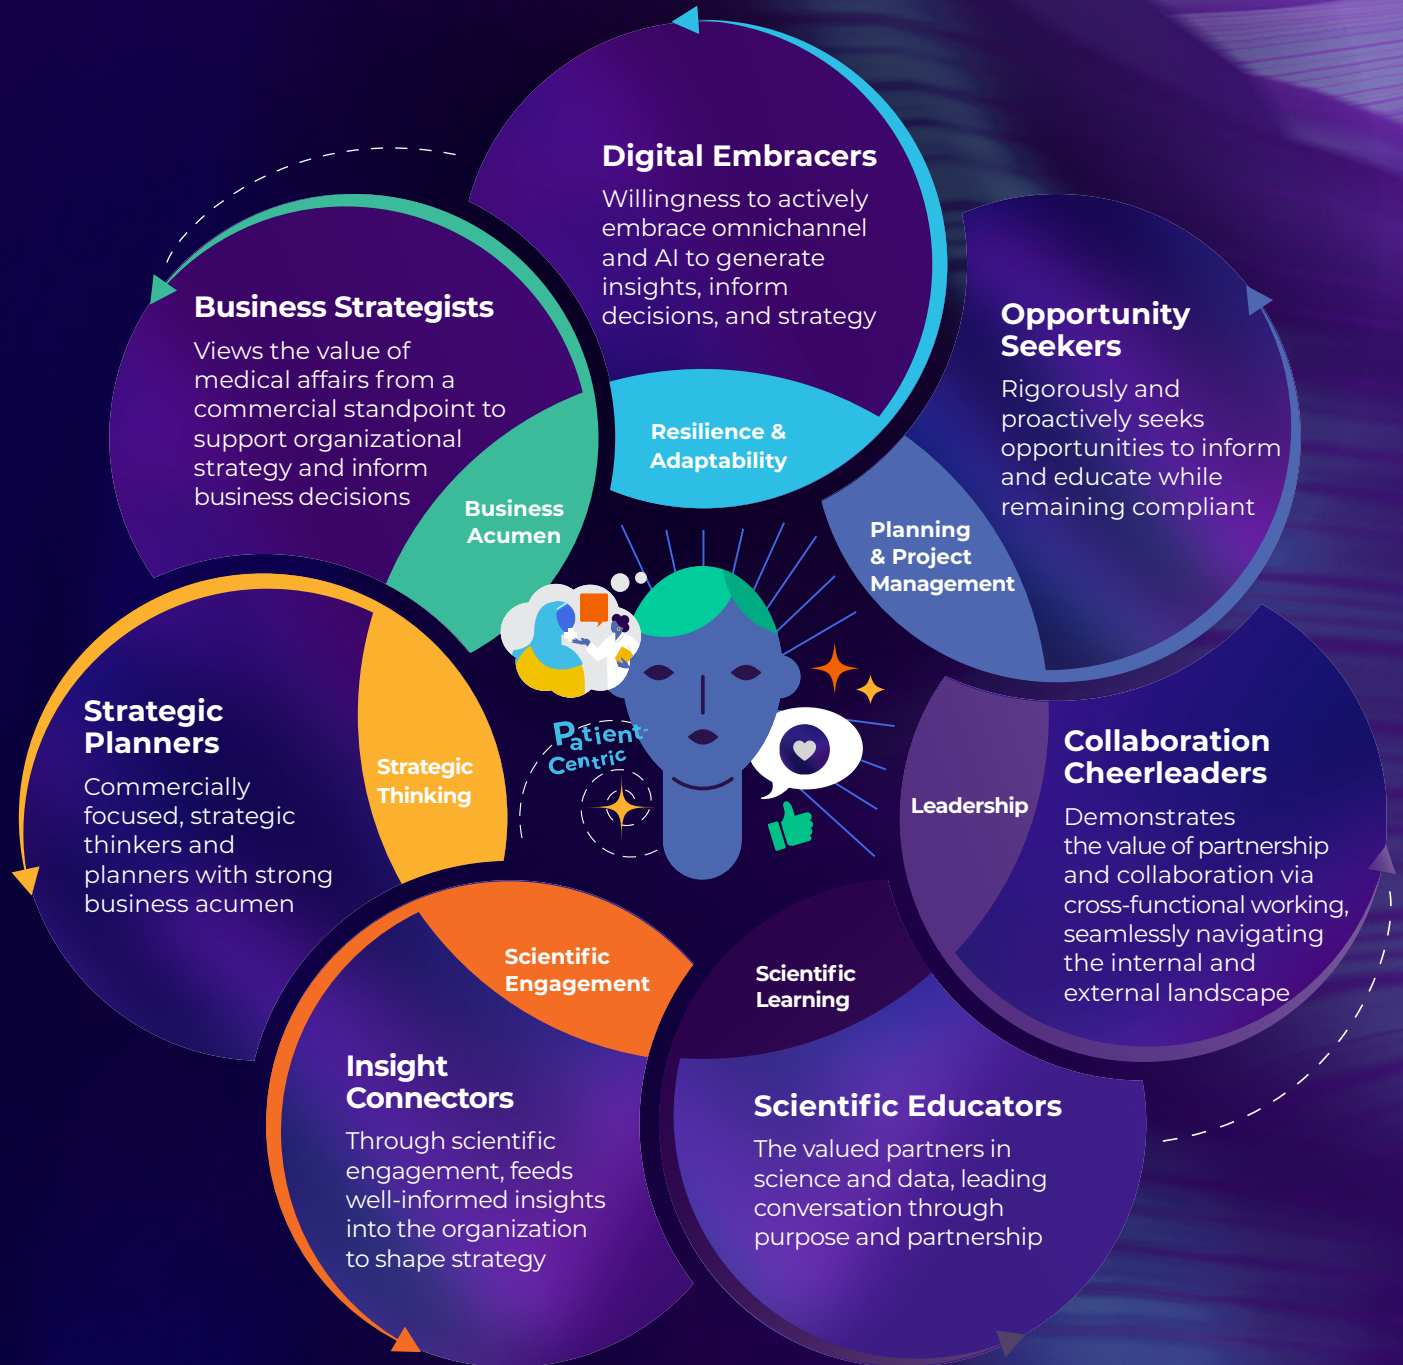 Digital Embracers
Willingness to actively
embrace omnichannel
and AI to generate
insights, inform
decisions, and strategy
Resilience &
Adaptability
Business Strategists
Views the value of
medical affairs from a
commercial standpoint to
support organizational
strategy and inform
business decisions
Business
Acumen
Opportunity
Seekers
Rigorously and
proactively seeks
opportunities to inform
and educate while
remaining compliant
Planning
& Project
Management
Strategic
Planners
Commercially
focused, strategic
thinkers and
planners with strong
business acumen
Strategic
Thinking
Patient-
Centric
Leadership
Collaboration
Cheerleaders
Demonstrates
the value of partnership
and collaboration via
cross-functional working,
seamlessly navigating
the internal and
external landscape
Scientific
Engagement
Insight
Connectors
Through scientific
engagement, feeds
well-informed insights
into the organization
to shape strategy
Scientific
Learning
Scientific Educators
The valued partners in
science and data, leading
conversation through
purpose and partnership